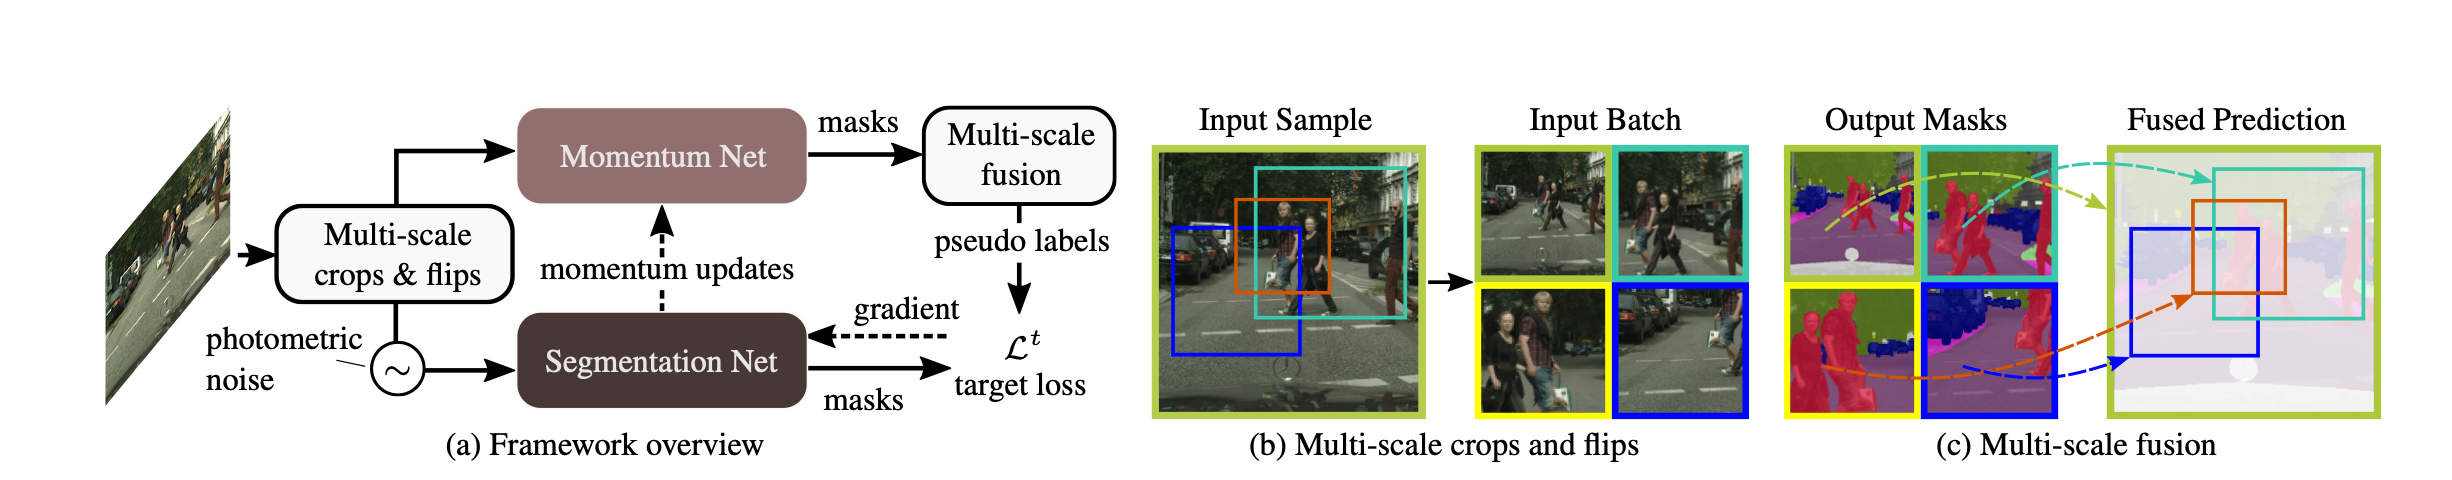 Multi-scale
crops & flips
photometric
noise
~
Momentum Net
momentum updates
Segmentation Net
masks
Multi-scale
fusion
pseudo labels
gradient
ℒᵗ
target loss
masks
(a) Framework overview
Input Sample
Input Batch
(b) Multi-scale crops and flips
Output Masks
Fused Prediction
(c) Multi-scale fusion